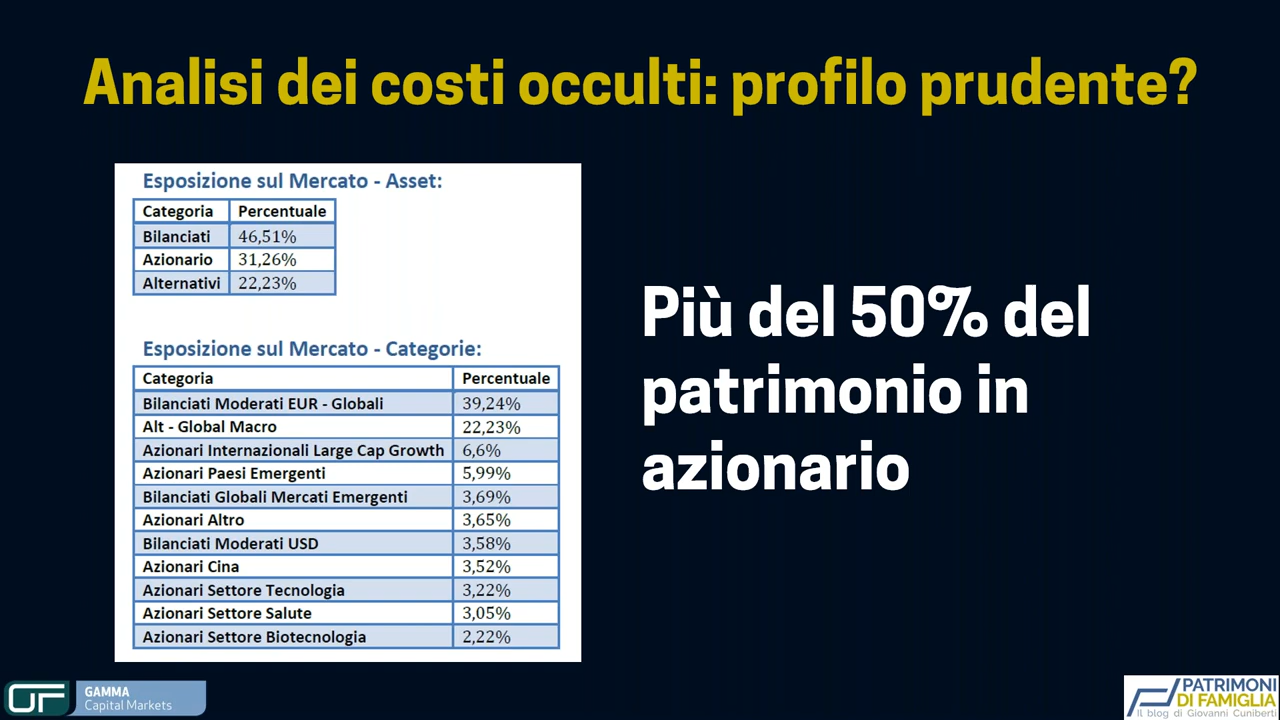 Analisi dei costi occulti: profilo prudente?
Esposizione sul Mercato - Asset:
Categoria Percentuale
Bilanciati 46,51%
Azionario 31,26%
Alternativi 22,23%
Esposizione sul Mercato - Categorie:
Categoria Percentuale
Bilanciati Moderati EUR - Globali 39,24%
Alt - Global Macro 22,23%
Azionari Internazionali Large Cap Growth 6,6%
Azionari Paesi Emergenti 5,99%
Bilanciati Globali Mercati Emergenti 3,69%
Azionari Altro 3,65%
Bilanciati Moderati USD 3,58%
Azionari Cina 3,52%
Azionari Settore Tecnologia 3,22%
Azionari Settore Salute 3,05%
Azionari Settore Biotecnologia 2,22%
Più del 50% del
patrimonio in
azionario
GAMMA
Capital Markets
PATRIMONI
DI FAMIGLIA
Il blog di Giovanni Cuniberti